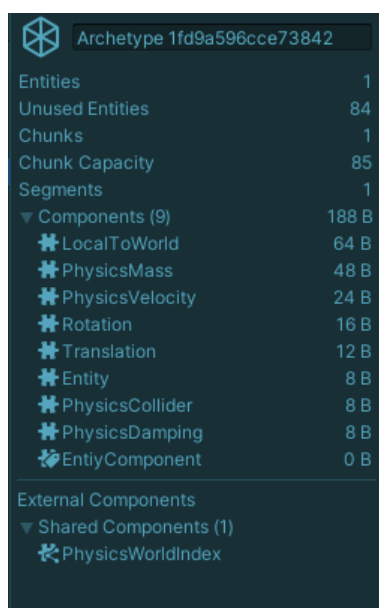 Archetype 1fd9a596cce73842
Entities 1
Unused Entities 84
Chunks 1
Chunk Capacity 85
Segments 1
Components (9) 188 B
LocalToWorld 64 B
PhysicsMass 48 B
PhysicsVelocity 24 B
Rotation 16 B
Translation 12 B
Entity 8 B
PhysicsCollider 8 B
PhysicsDamping 8 B
EntiyComponent 0 B
External Components
Shared Components (1)
PhysicsWorldIndex